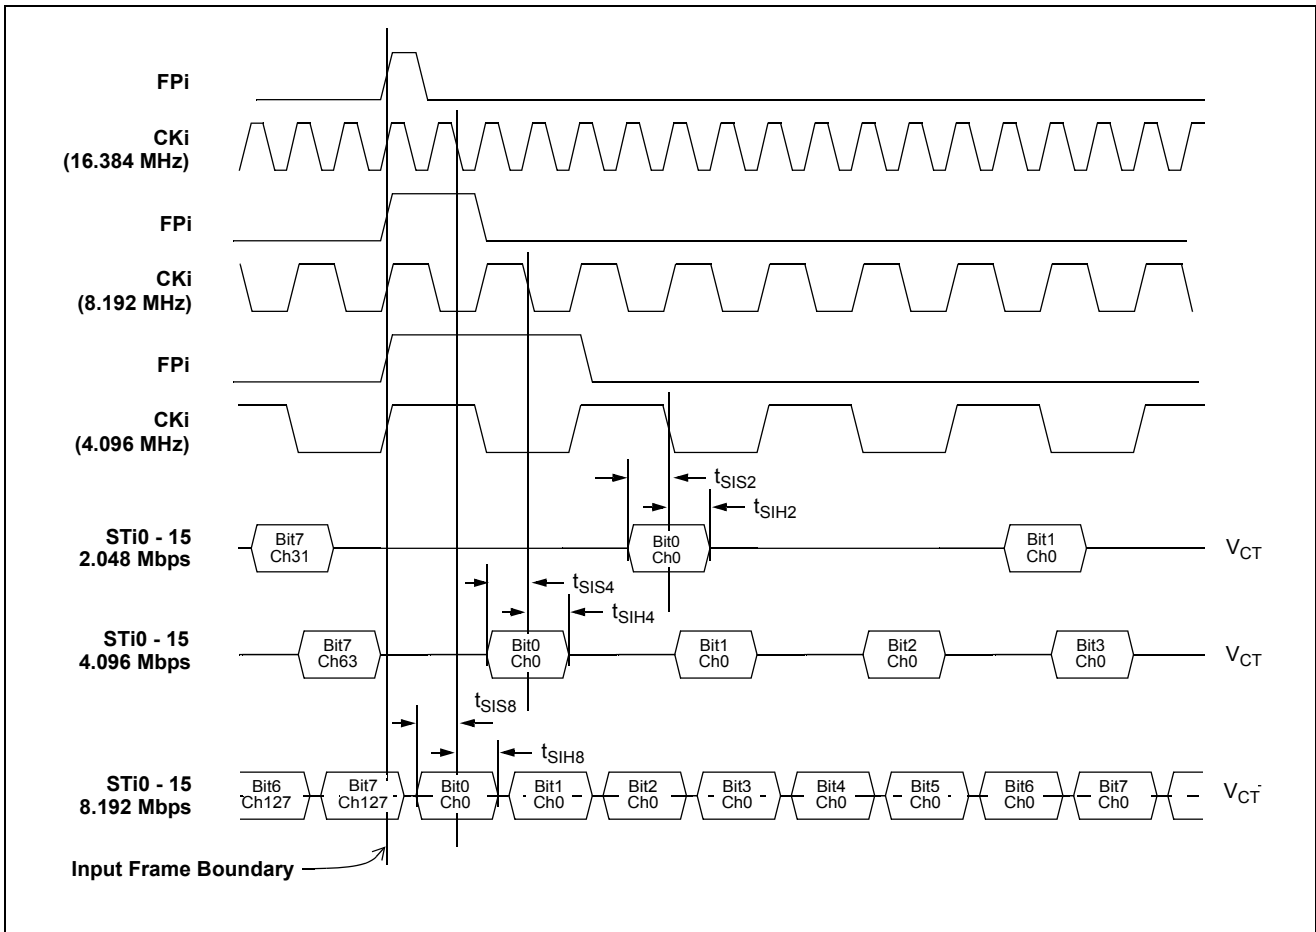 FPi
CKi
(16.384 MHz)
FPi
CKi
(8.192 MHz)
FPi
CKi
(4.096 MHz)
tSIS2
tSIH2
STi0 - 15
2.048 Mbps
Bit7
Ch31
Bit0
Ch0
Bit1
Ch0
VCT
tSIS4
tSIH4
STi0 - 15
4.096 Mbps
Bit7
Ch63
Bit0
Ch0
Bit1
Ch0
Bit2
Ch0
Bit3
Ch0
VCT
tSIS8
tSIH8
STi0 - 15
8.192 Mbps
Bit6
Ch127
Bit7
Ch127
Bit0
Ch0
Bit1
Ch0
Bit2
Ch0
Bit3
Ch0
Bit4
Ch0
Bit5
Ch0
Bit6
Ch0
Bit7
Ch0
VCT
Input Frame Boundary